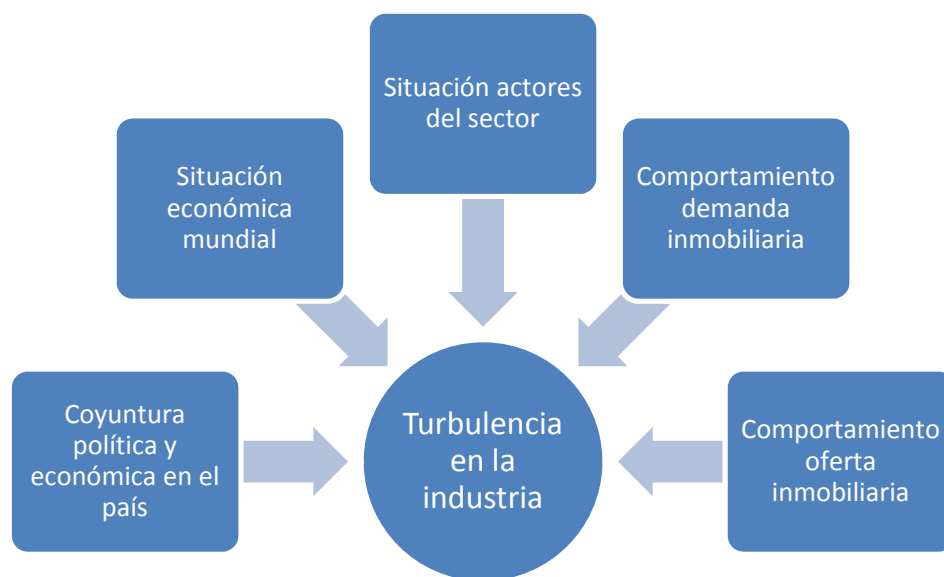 Situación actores
del sector
Situación
económica
mundial
Comportamiento
demanda
inmobiliaria
Coyuntura
política y
económica en el
país
Turbulencia
en la
industria
Comportamiento
oferta
inmobiliaria